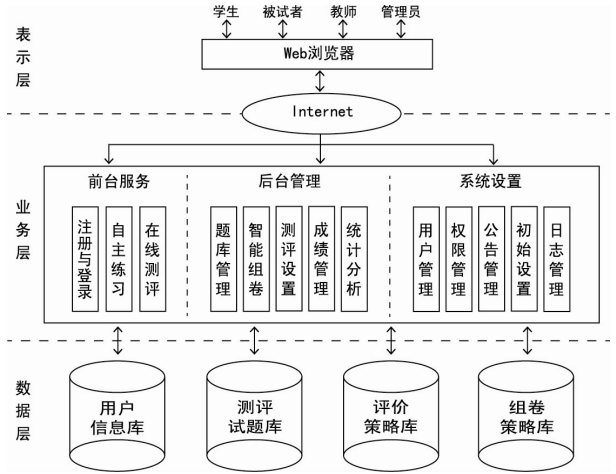 学生 被试者 教师 管理员
表示层
Web浏览器
Internet
业务层
前台服务 后台管理 系统设置
注册与登录
自主练习
在线测评
题库管理
智能组卷
测评设置
成绩管理
统计分析
用户管理
权限管理
公告管理
初始设置
日志管理
数据层
用户
信息库
测评
试题库
评价
策略库
组卷
策略库